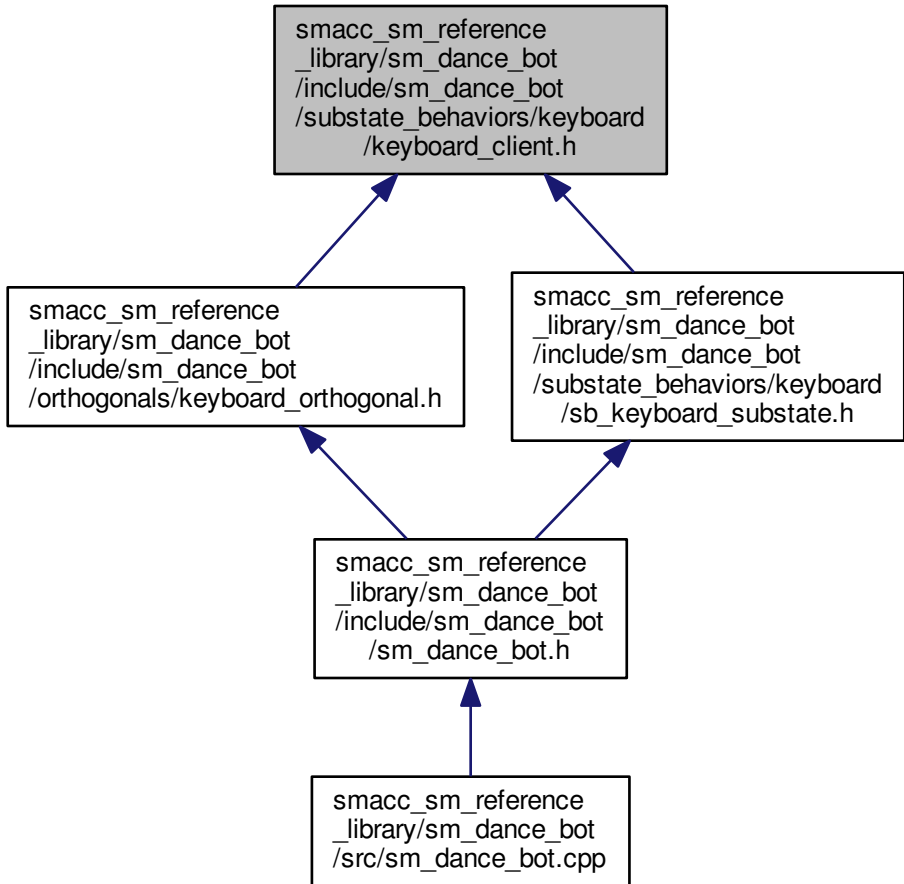 smacc_sm_reference
_library/sm_dance_bot
/include/sm_dance_bot
/substate_behaviors/keyboard
/keyboard_client.h
smacc_sm_reference
_library/sm_dance_bot
/include/sm_dance_bot
/orthogonals/keyboard_orthogonal.h
smacc_sm_reference
_library/sm_dance_bot
/include/sm_dance_bot
/substate_behaviors/keyboard
/sb_keyboard_substate.h
smacc_sm_reference
_library/sm_dance_bot
/include/sm_dance_bot
/sm_dance_bot.h
smacc_sm_reference
_library/sm_dance_bot
/src/sm_dance_bot.cpp